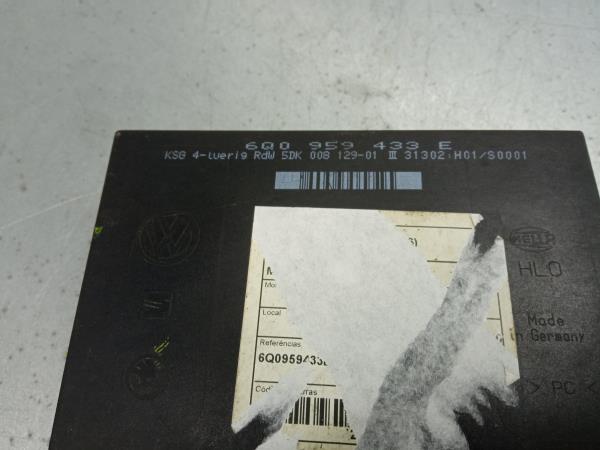 6Q0 959 433 E
KSG 4-tuerig RdW 5DK 008 129-01 III 31302:H01/S0001
HELLA
HLO
Local
Made
in Germany
Referências
6Q0959433
> PC <